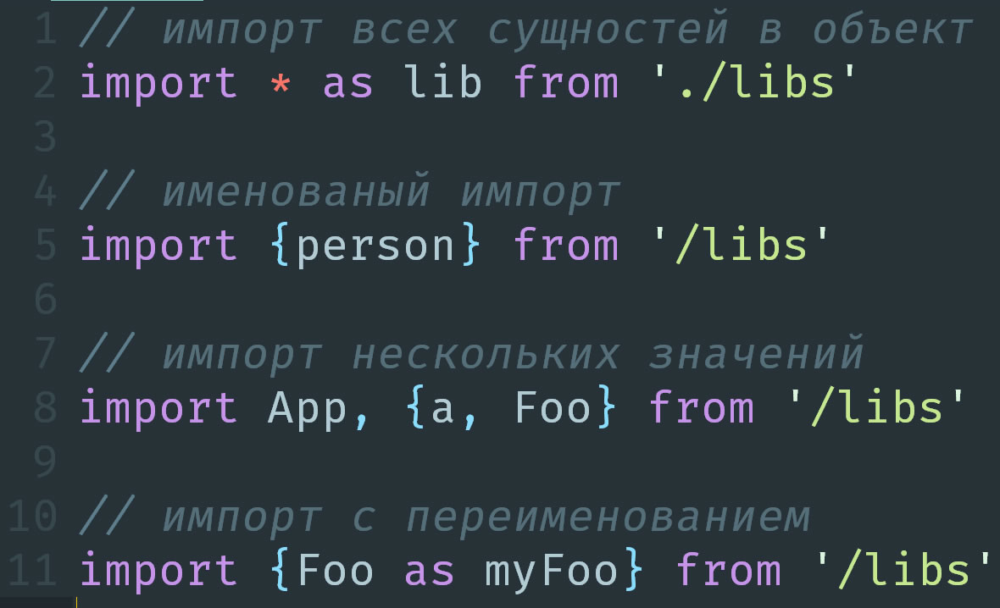 1 // импорт всех сущностей в объект
2 import * as lib from './libs'
3
4 // именованый импорт
5 import {person} from '/libs'
6
7 // импорт нескольких значений
8 import App, {a, Foo} from '/libs'
9
10 // импорт с переименованием
11 import {Foo as myFoo} from '/libs'